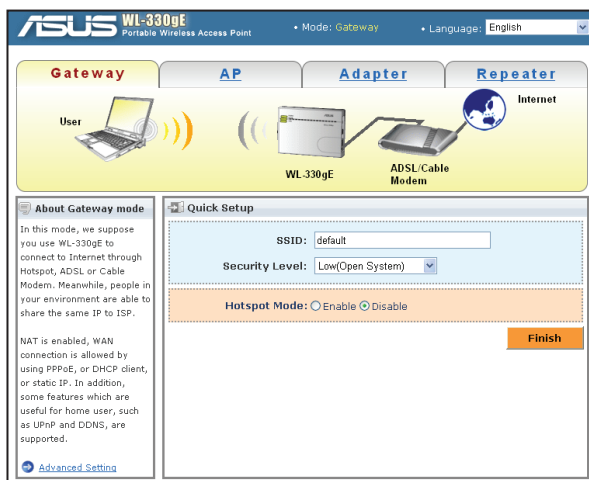 ASUS WL-330gE
Portable Wireless Access Point
• Mode: Gateway
• Language: English
Gateway
AP
Adapter
Repeater
User
WL-330gE
ADSL/Cable
Modem
Internet
About Gateway mode
In this mode, we suppose
you use WL-330gE to
connect to Internet through
Hotspot, ADSL or Cable
Modem. Meanwhile, people in
your environment are able to
share the same IP to ISP.
NAT is enabled, WAN
connection is allowed by
using PPPoE, or DHCP client,
or static IP. In addition,
some features which are
useful for home user, such
as UPnP and DDNS, are
supported.
Advanced Setting
Quick Setup
SSID: default
Security Level: Low(Open System)
Hotspot Mode: Enable Disable
Finish